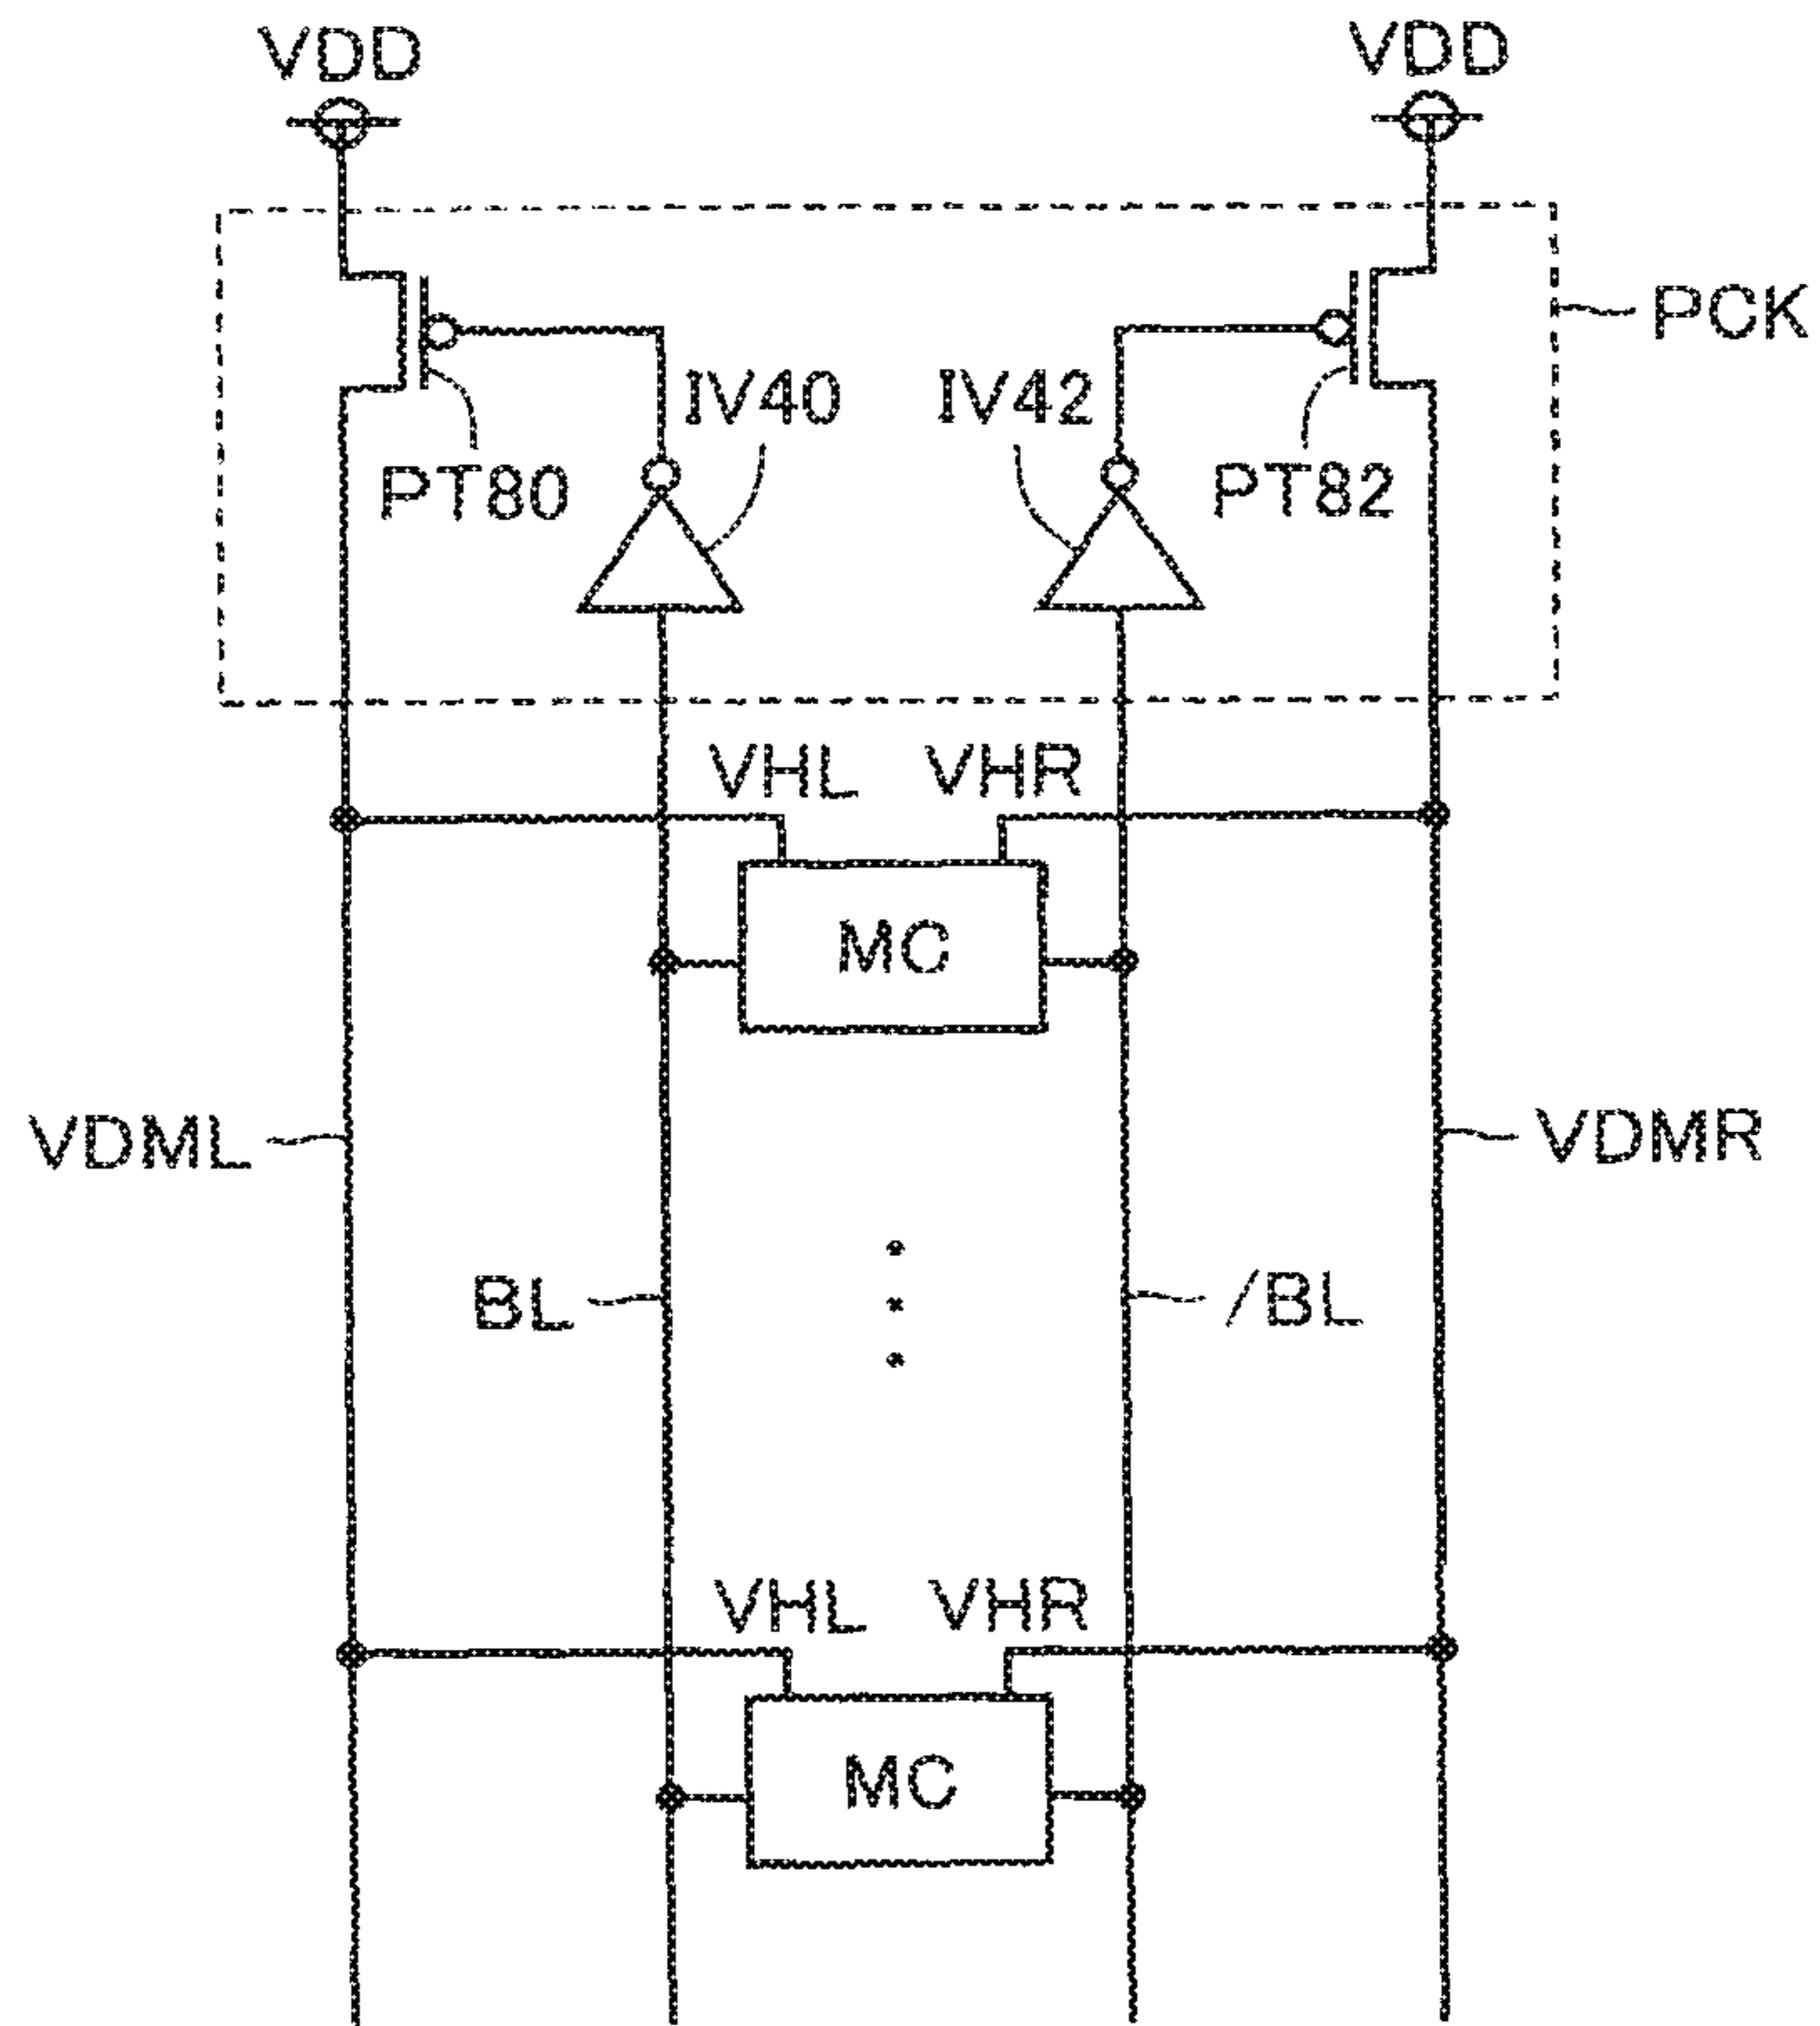 VDD VDD
PCK
IV40 IV42
PT80 PT82
VHL VHR
MC
VDML VDMR
BL /BL
VHL VHR
MC